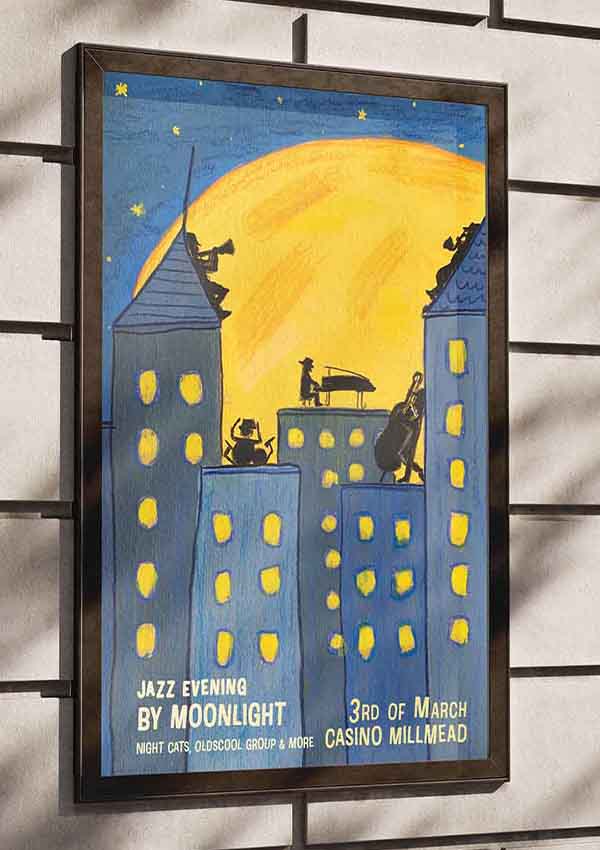 JAZZ EVENING
BY MOONLIGHT
NIGHT CATS, OLDSCOOL GROUP & MORE
3RD OF MARCH
CASINO MILLMEAD